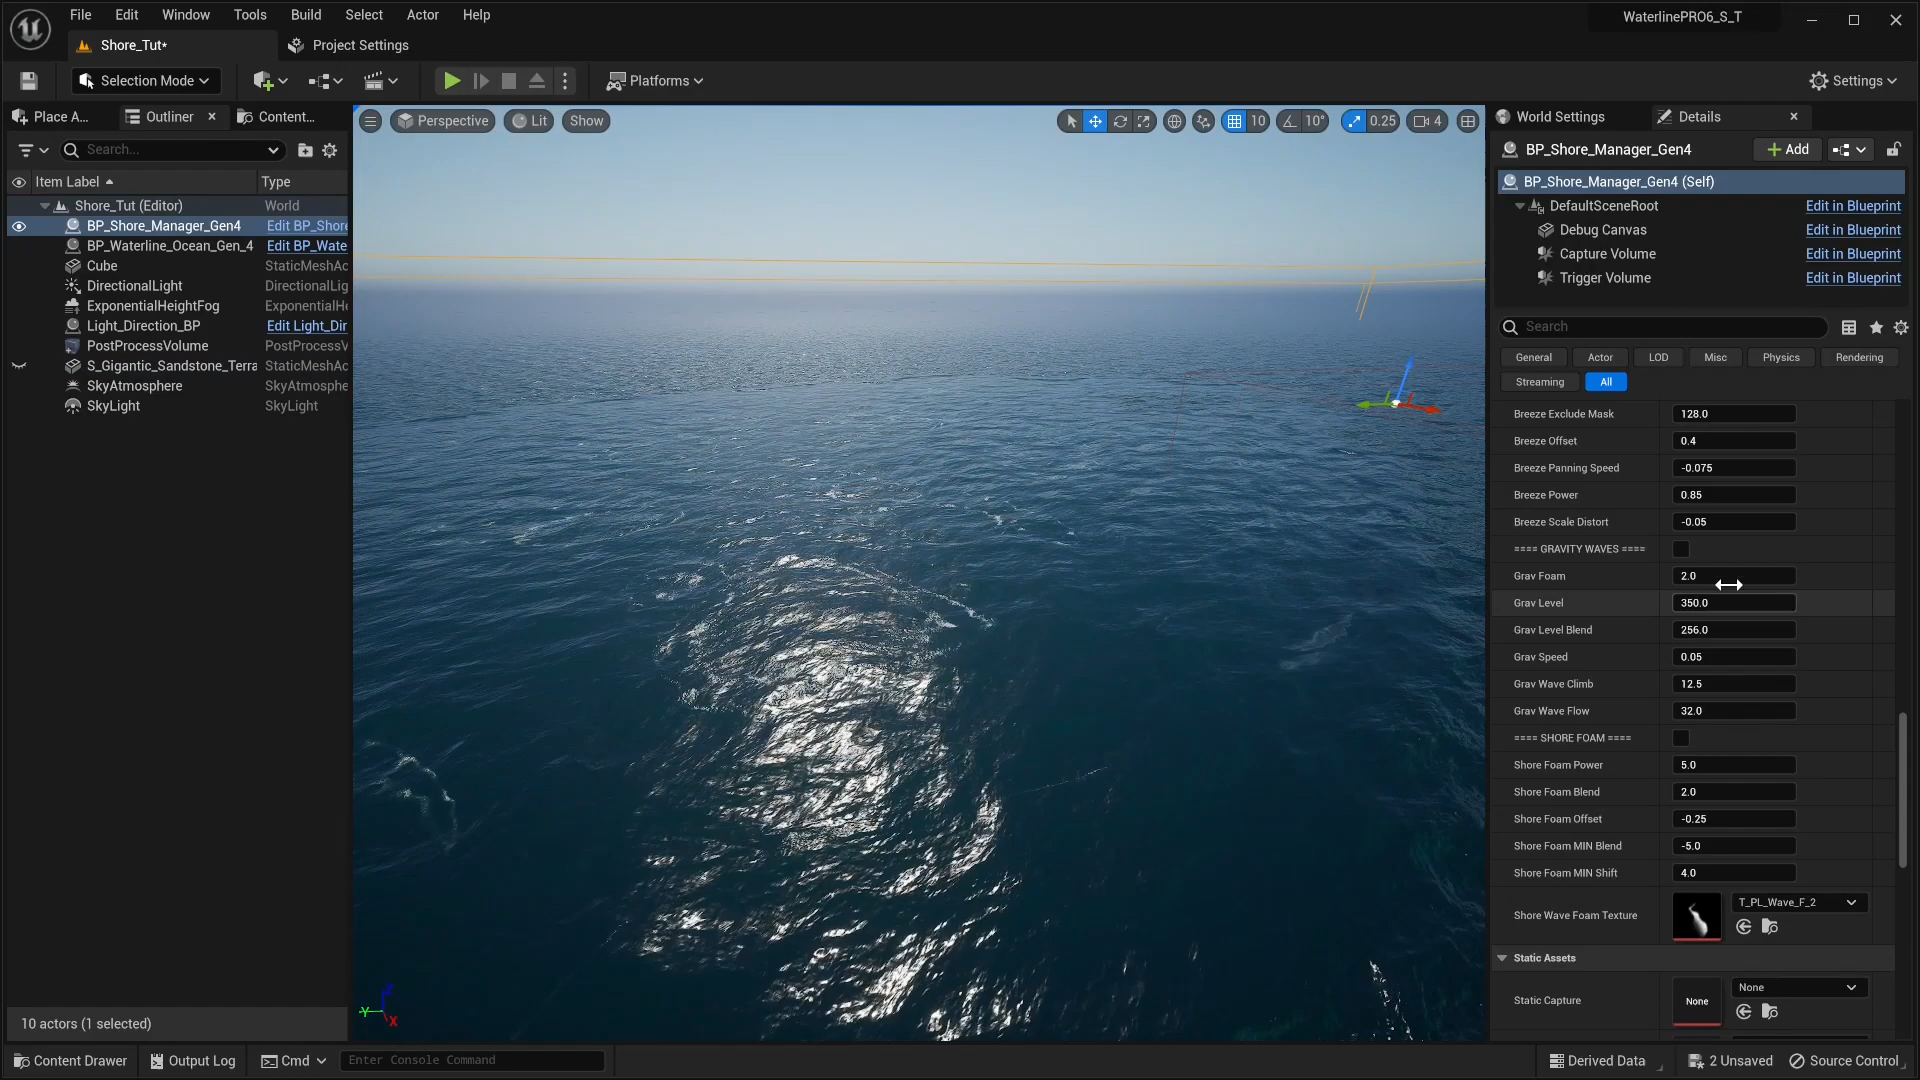 File Edit Window Tools Build Select Actor Help
WaterlinePRO6_S_T
Shore_Tut*
Project Settings
Selection Mode
Platforms
Settings
Place A...
Outliner
Content...
Perspective
Lit
Show
10
10°
0.25
4
World Settings
Details
Search...
BP_Shore_Manager_Gen4
Add
Item Label
Type
BP_Shore_Manager_Gen4 (Self)
DefaultSceneRoot Edit in Blueprint
Debug Canvas Edit in Blueprint
Capture Volume Edit in Blueprint
Trigger Volume Edit in Blueprint
Shore_Tut (Editor) World
BP_Shore_Manager_Gen4 Edit BP_Shore
BP_Waterline_Ocean_Gen_4 Edit BP_Wate
Cube StaticMeshAc
DirectionalLight DirectionalLig
ExponentialHeightFog ExponentialHe
Light_Direction_BP Edit Light_Dir
PostProcessVolume PostProcessV
S_Gigantic_Sandstone_Terra StaticMeshAc
SkyAtmosphere SkyAtmosphe
SkyLight SkyLight
Search
General Actor LOD Misc Physics Rendering
Streaming All
Breeze Exclude Mask 128.0
Breeze Offset 0.4
Breeze Panning Speed -0.075
Breeze Power 0.85
Breeze Scale Distort -0.05
==== GRAVITY WAVES ====
Grav Foam 2.0
Grav Level 350.0
Grav Level Blend 256.0
Grav Speed 0.05
Grav Wave Climb 12.5
Grav Wave Flow 32.0
==== SHORE FOAM ====
Shore Foam Power 5.0
Shore Foam Blend 2.0
Shore Foam Offset -0.25
Shore Foam MIN Blend -5.0
Shore Foam MIN Shift 4.0
Shore Wave Foam Texture T_PL_Wave_F_2
Static Assets
Static Capture None None
Z
Y
X
10 actors (1 selected)
Content Drawer
Output Log
Cmd
Enter Console Command
Derived Data
2 Unsaved
Source Control